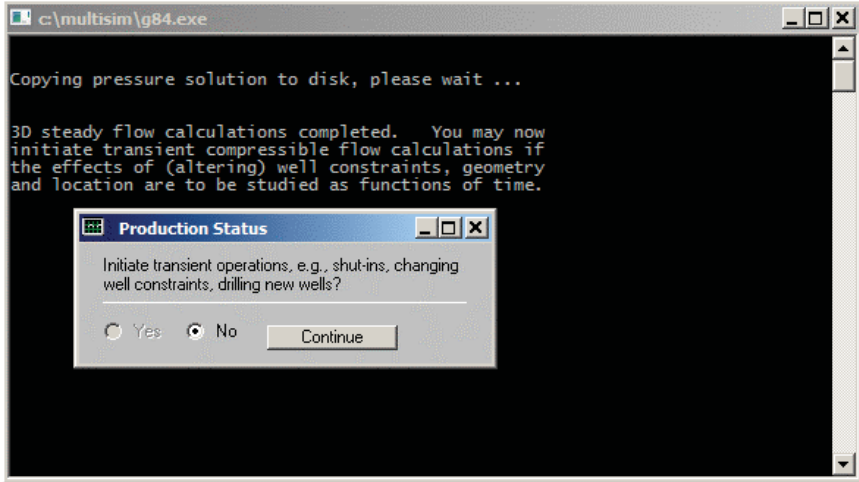 c:\multisim\g84.exe
Copying pressure solution to disk, please wait ...
3D steady flow calculations completed.   You may now
initiate transient compressible flow calculations if
the effects of (altering) well constraints, geometry
and location are to be studied as functions of time.
Production Status
Initiate transient operations, e.g., shut-ins, changing
well constraints, drilling new wells?
Yes No Continue